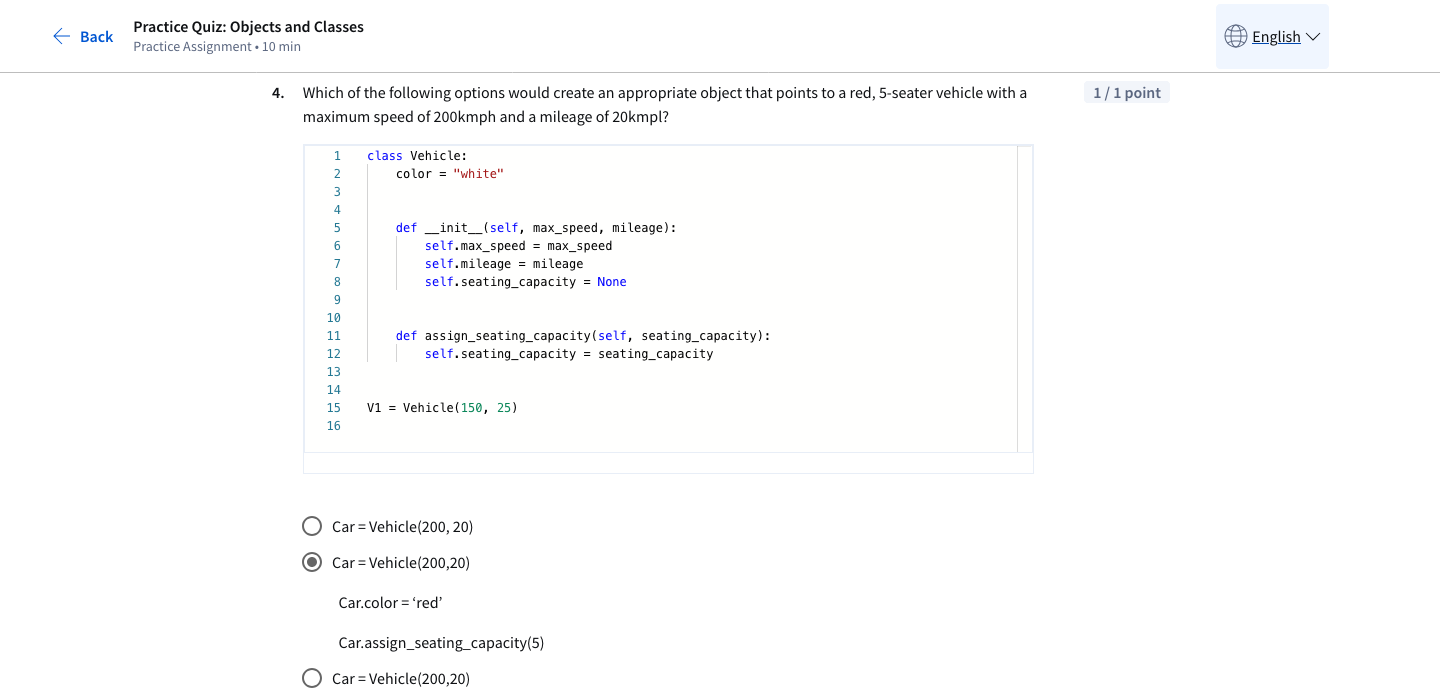 Back
Practice Quiz: Objects and Classes
Practice Assignment • 10 min
English
4. Which of the following options would create an appropriate object that points to a red, 5-seater vehicle with a
maximum speed of 200kmph and a mileage of 20kmpl?
1 / 1 point
1 class Vehicle:
2     color = "white"
3
4
5     def __init__(self, max_speed, mileage):
6         self.max_speed = max_speed
7         self.mileage = mileage
8         self.seating_capacity = None
9
10
11     def assign_seating_capacity(self, seating_capacity):
12         self.seating_capacity = seating_capacity
13
14
15 V1 = Vehicle(150, 25)
16
Car = Vehicle(200, 20)
Car = Vehicle(200,20)
Car.color = ‘red’
Car.assign_seating_capacity(5)
Car = Vehicle(200,20)